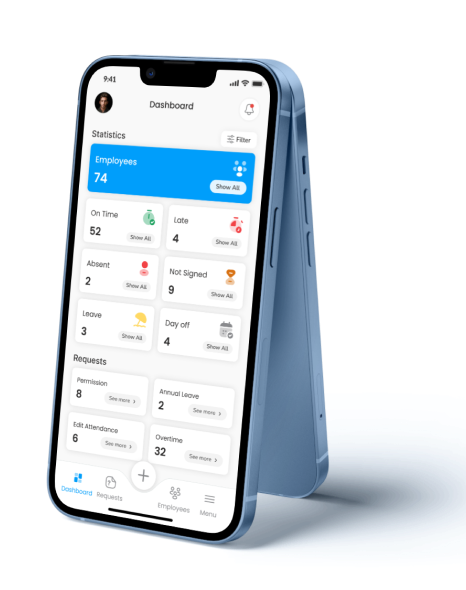 9:41
Dashboard
Statistics
Filter
Employees
74
Show All
On Time
52
Show All
Late
4
Show All
Absent
2
Show All
Not Signed
9
Show All
Leave
3
Show All
Day off
4
Show All
Requests
Permission
8
See more >
Annual Leave
2
See more >
Edit Attendance
6
See more >
Overtime
32
See more >
Dashboard
Requests
Employees
Menu